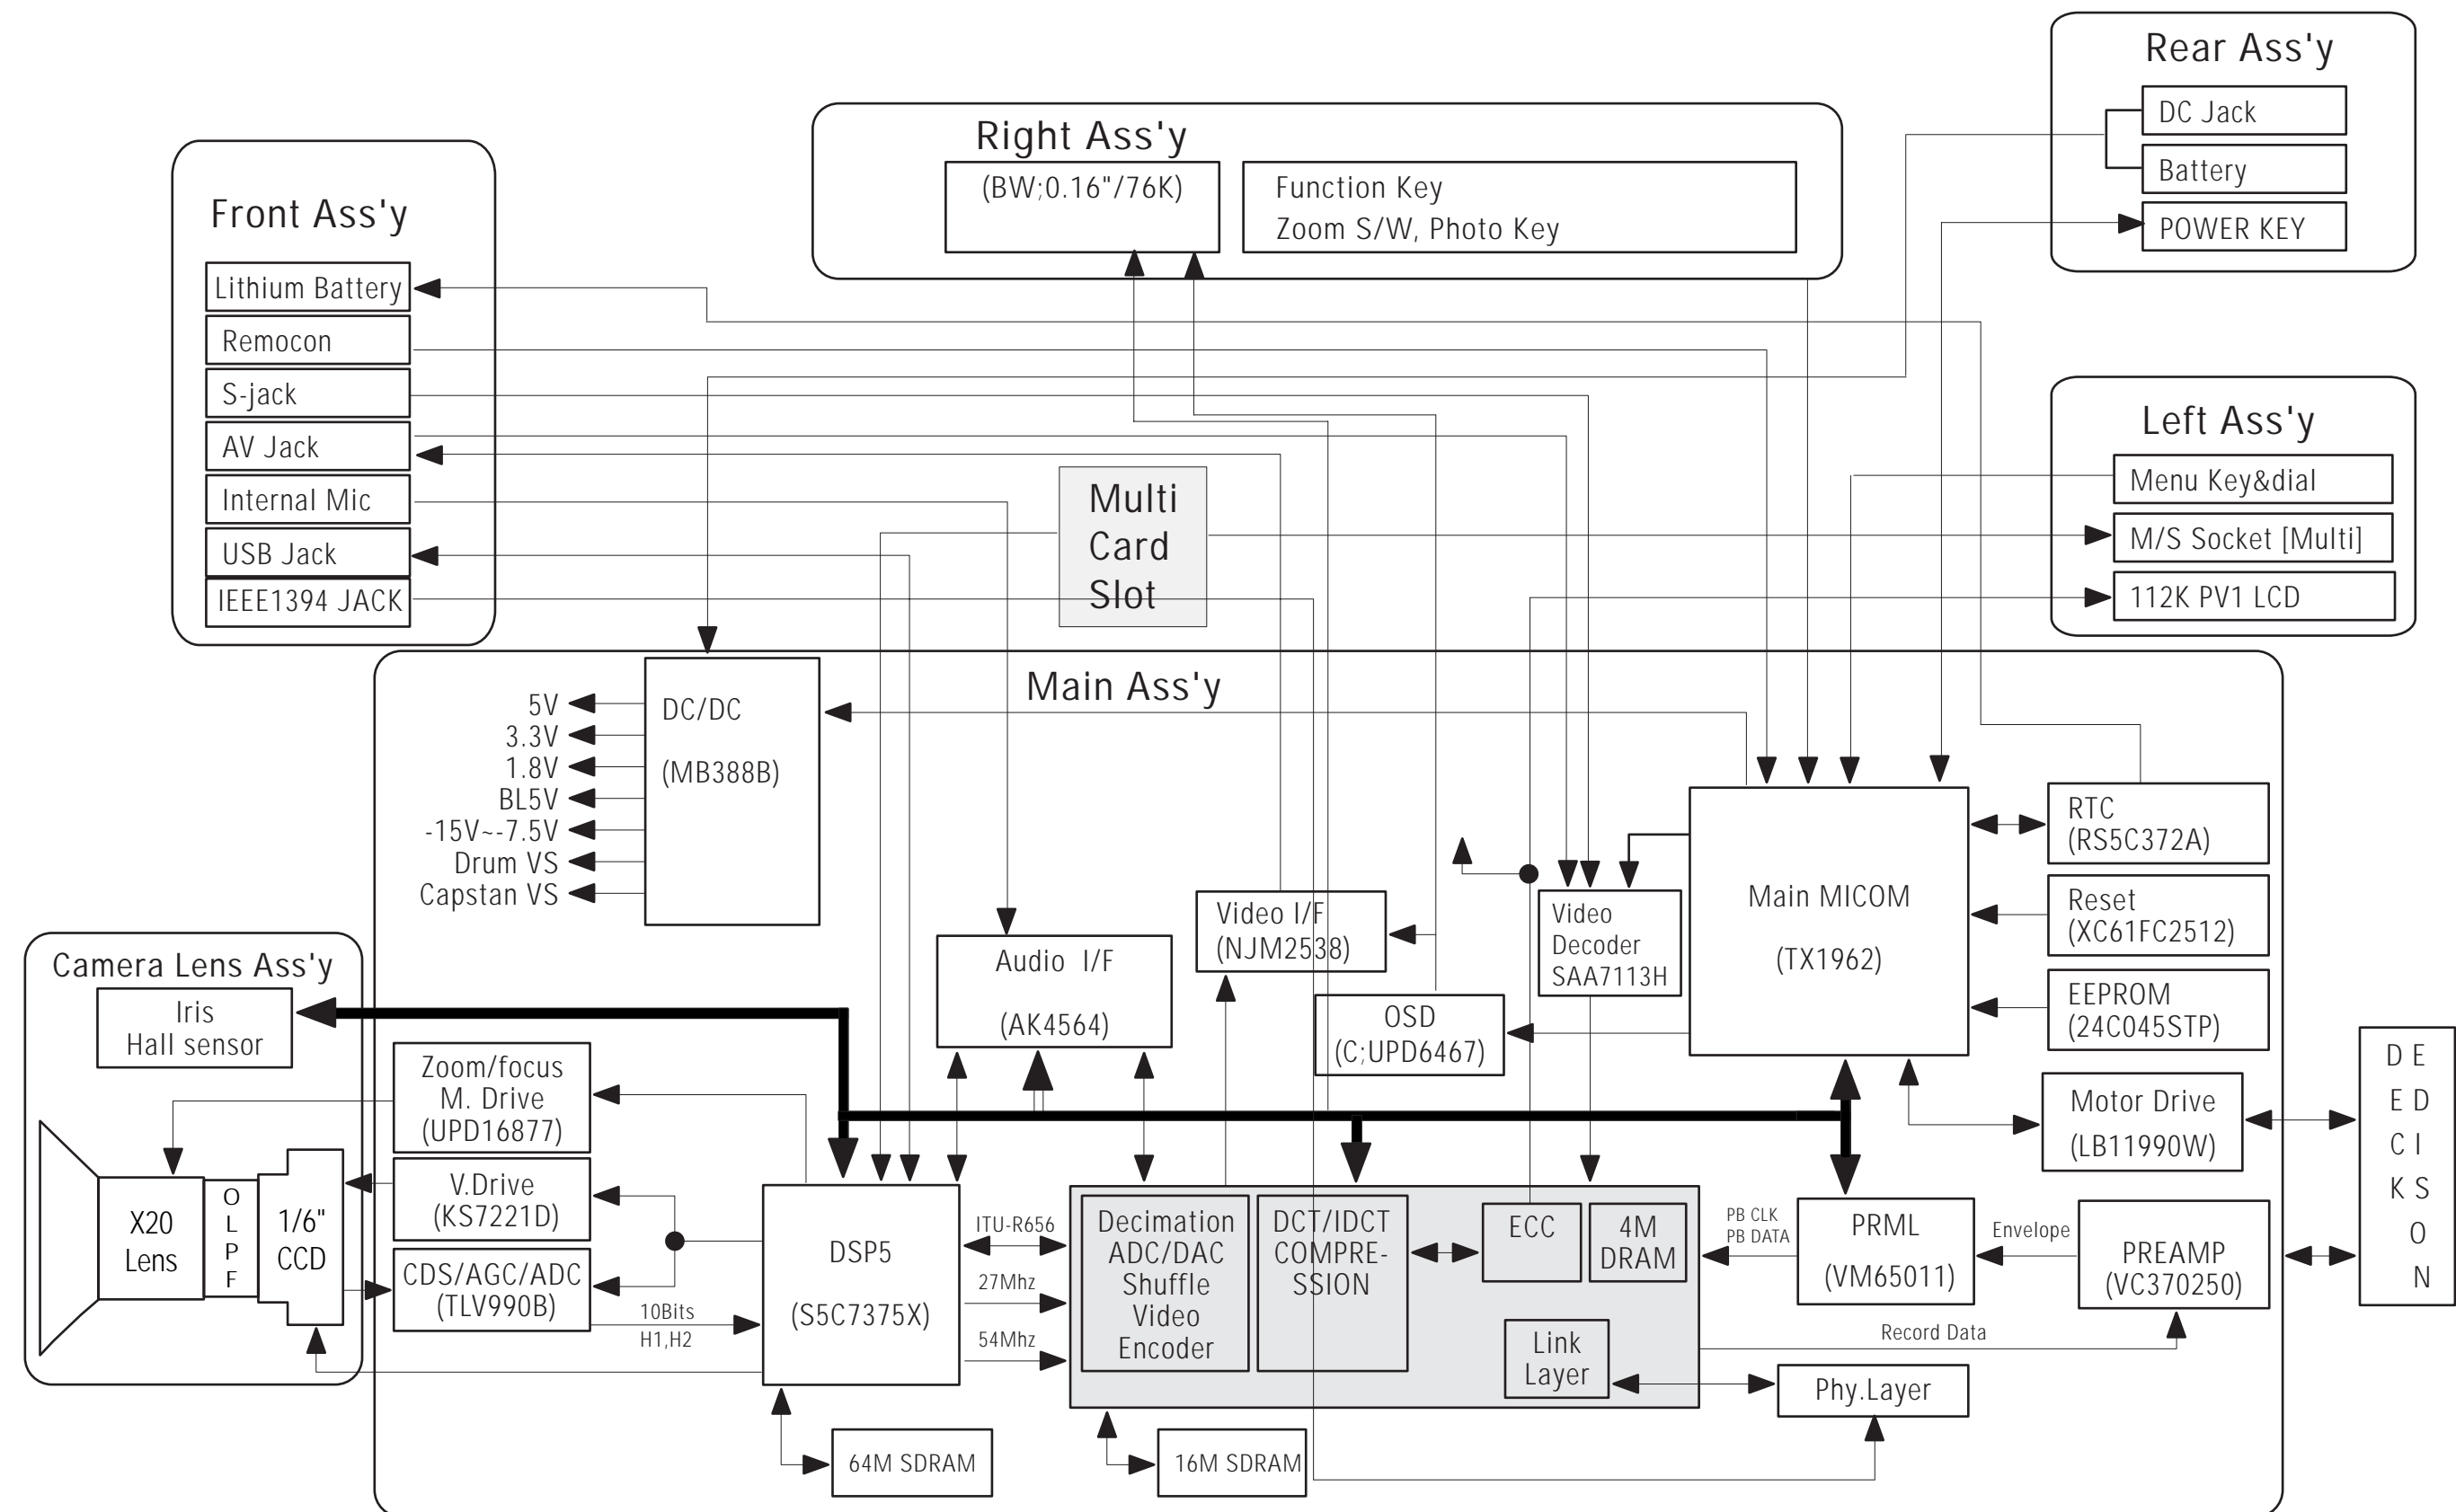 Rear Ass'y
DC Jack
Battery
POWER KEY
Right Ass'y
(BW;0.16"/76K)
Function Key
Zoom S/W, Photo Key
Front Ass'y
Lithium Battery
Remocon
S-jack
AV Jack
Internal Mic
USB Jack
IEEE1394 JACK
Multi
Card
Slot
Left Ass'y
Menu Key&dial
M/S Socket [Multi]
112K PV1 LCD
Main Ass'y
5V
3.3V
1.8V
BL5V
-15V~-7.5V
Drum VS
Capstan VS
DC/DC
(MB388B)
Camera Lens Ass'y
Iris
Hall sensor
Audio I/F
(AK4564)
Video I/F
(NJM2538)
OSD
(C;UPD6467)
Video
Decoder
SAA7113H
Main MICOM
(TX1962)
RTC
(RS5C372A)
Reset
(XC61FC2512)
EEPROM
(24C045STP)
Motor Drive
(LB11990W)
D E
E D
C I
K S
O
N
Zoom/focus
M. Drive
(UPD16877)
V.Drive
(KS7221D)
CDS/AGC/ADC
(TLV990B)
X20
Lens
O
L
P
F
1/6"
CCD
10Bits
H1,H2
DSP5
(S5C7375X)
ITU-R656
27Mhz
54Mhz
Decimation
ADC/DAC
Shuffle
Video
Encoder
DCT/IDCT
COMPRE-
SSION
ECC
4M
DRAM
Link
Layer
PB CLK
PB DATA
PRML
(VM65011)
Envelope
PREAMP
(VC370250)
Record Data
Phy.Layer
64M SDRAM
16M SDRAM